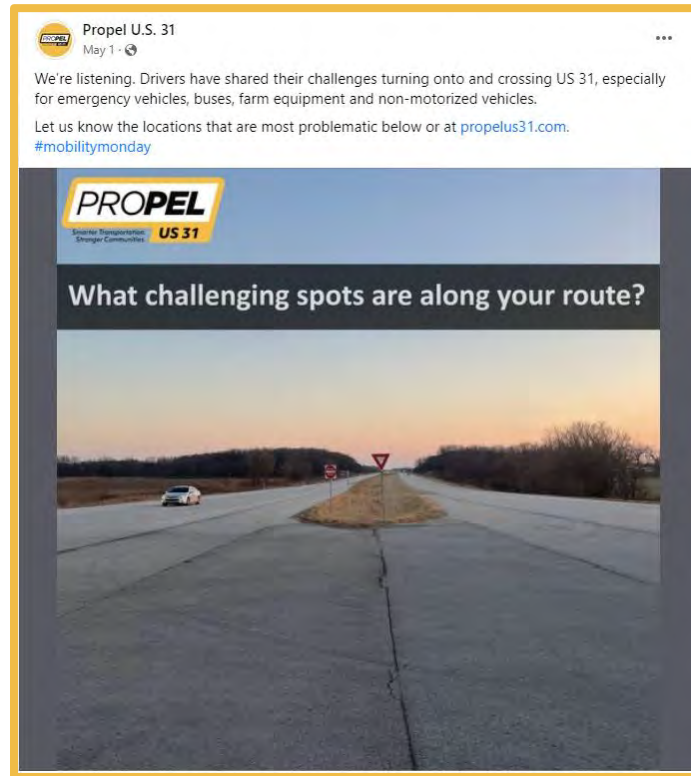 Propel U.S. 31
May 1 ·
We're listening. Drivers have shared their challenges turning onto and crossing US 31, especially
for emergency vehicles, buses, farm equipment and non-motorized vehicles.
Let us know the locations that are most problematic below or at propelus31.com.
#mobilitymonday
PROPEL
Smarter Transportation
Stronger Communities
US 31
What challenging spots are along your route?